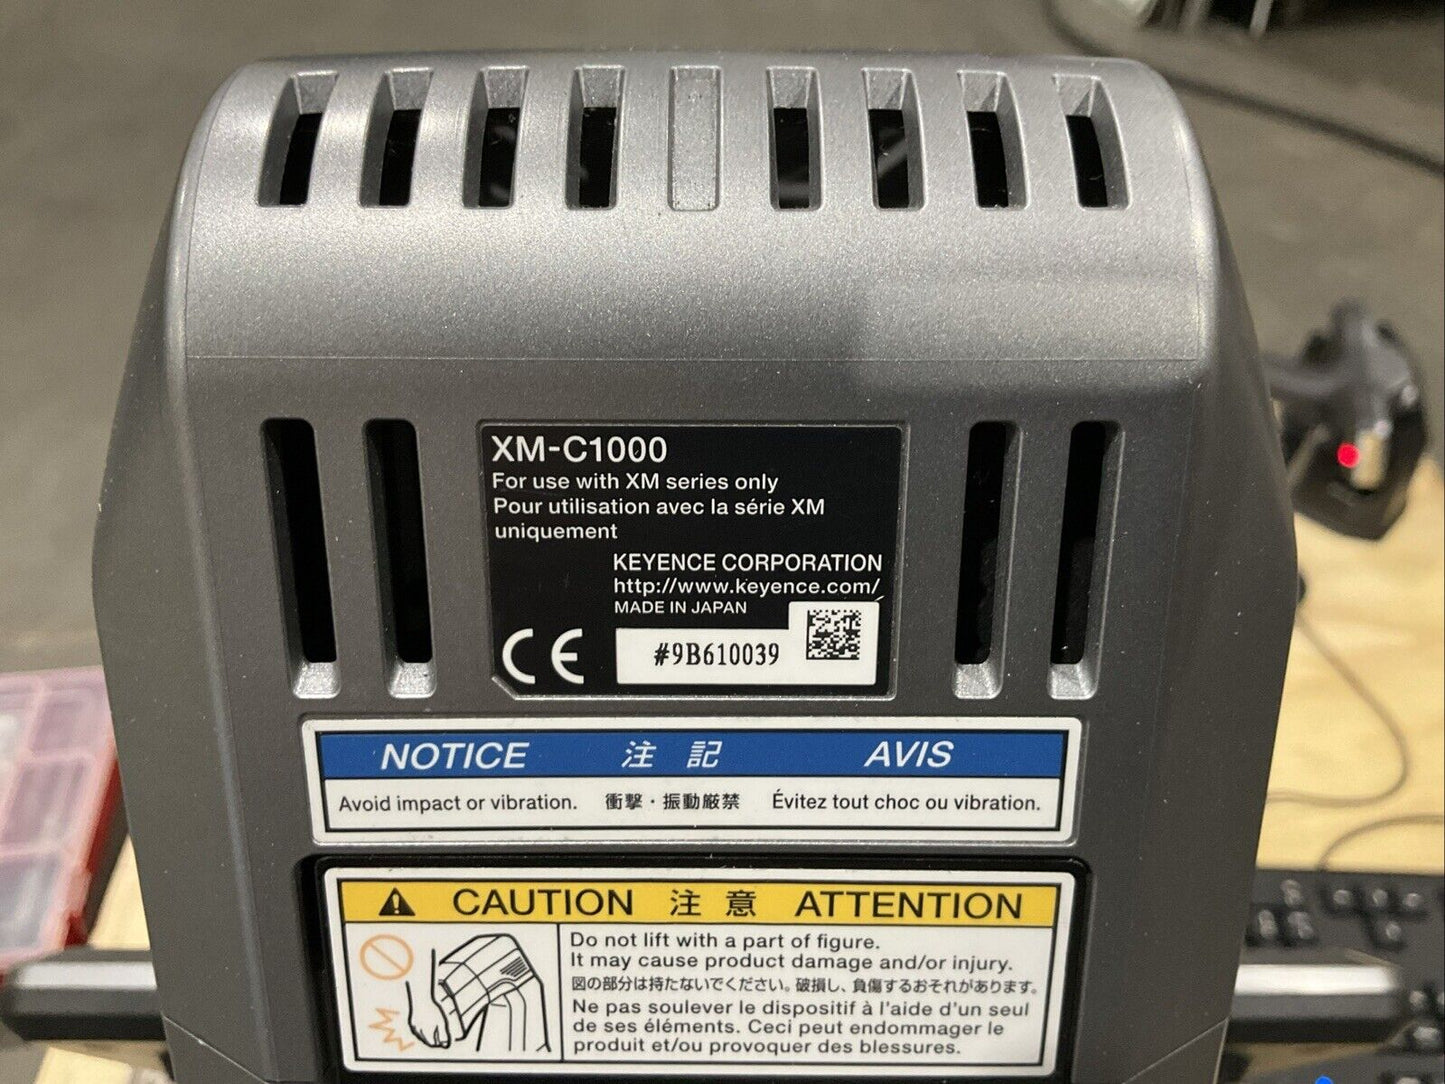 XM-C1000
For use with XM series only
Pour utilisation avec la série XM
uniquement
KEYENCE CORPORATION
http://www.keyence.com/
MADE IN JAPAN
CE
#9B610039
NOTICE 注記 AVIS
Avoid impact or vibration. 衝撃・振動厳禁 Évitez tout choc ou vibration.
CAUTION 注意 ATTENTION
Do not lift with a part of figure.
It may cause product damage and/or injury.
図の部分は持たないでください。破損し、負傷するおそれがあります。
Ne pas soulever le dispositif à l'aide d'un seul
de ses éléments. Ceci peut endommager le
produit et/ou provoquer des blessures.